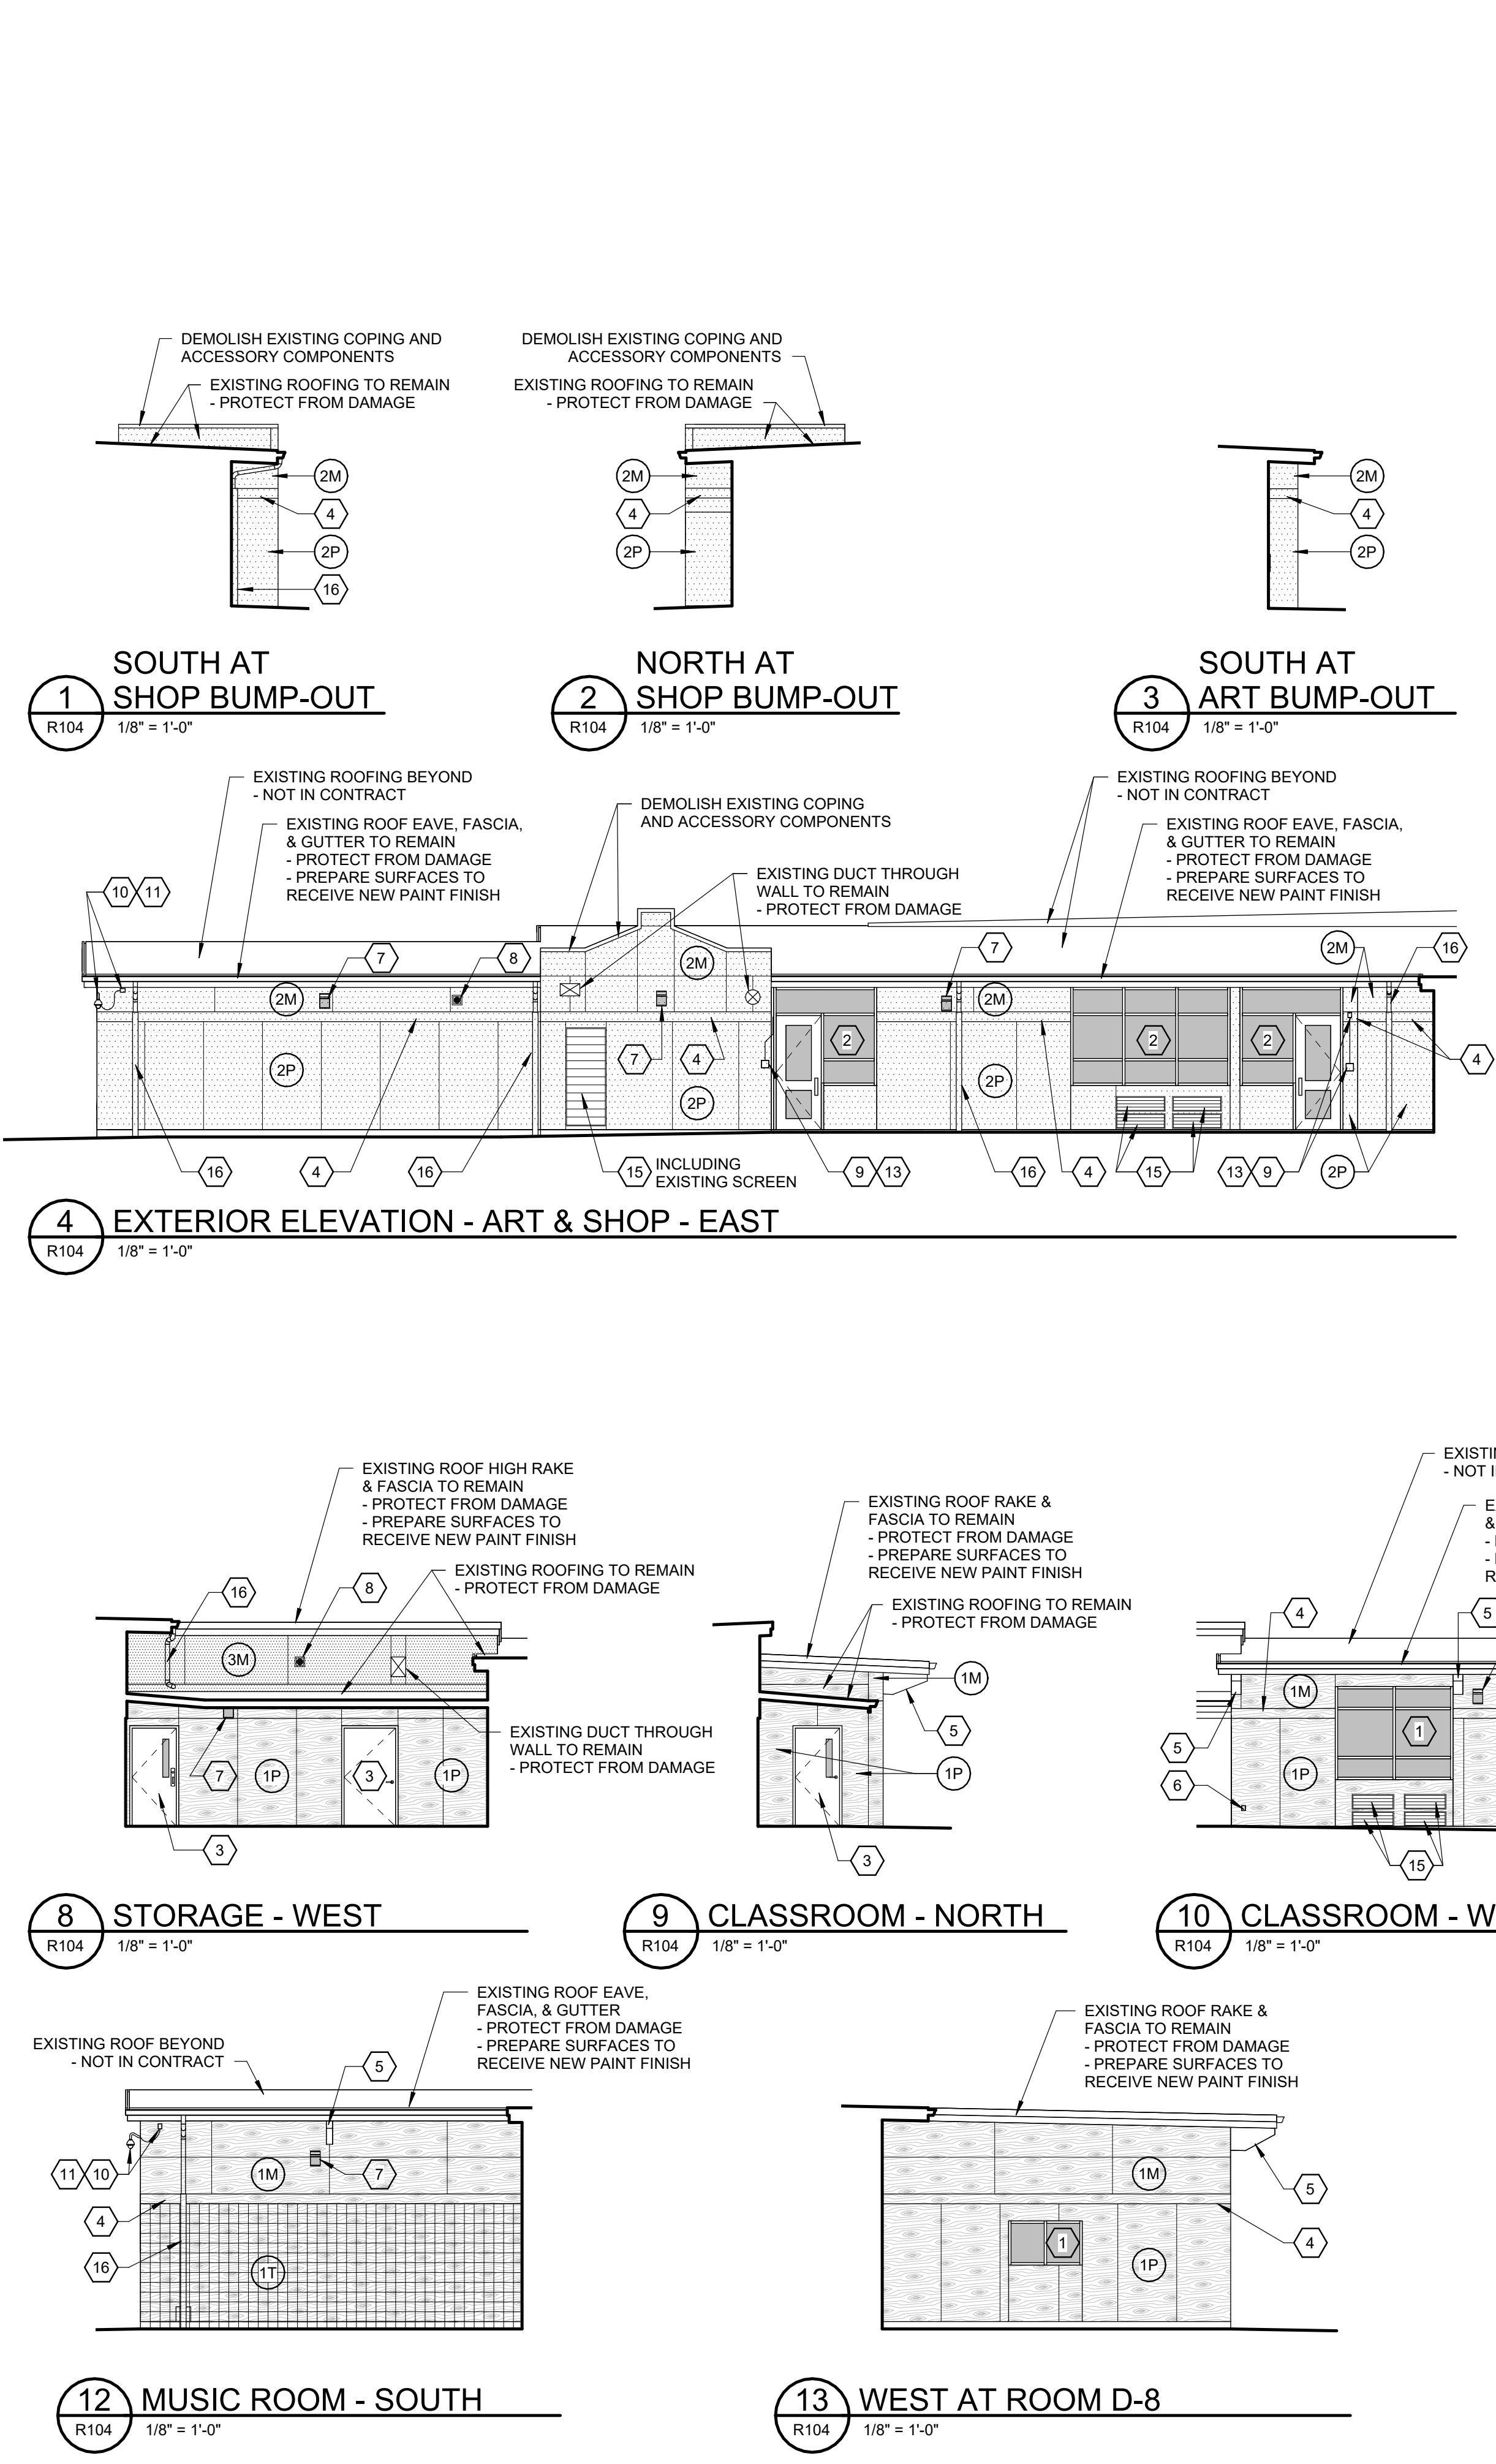 DEMOLISH EXISTING COPING AND
ACCESSORY COMPONENTS
EXISTING ROOFING TO REMAIN
- PROTECT FROM DAMAGE
2M
4
2P
16
DEMOLISH EXISTING COPING AND
ACCESSORY COMPONENTS
EXISTING ROOFING TO REMAIN
- PROTECT FROM DAMAGE
2M
4
2P
2M
4
2P
1
R104
SOUTH AT
SHOP BUMP-OUT
1/8" = 1'-0"
2
R104
NORTH AT
SHOP BUMP-OUT
1/8" = 1'-0"
3
R104
SOUTH AT
ART BUMP-OUT
1/8" = 1'-0"
EXISTING ROOFING BEYOND
- NOT IN CONTRACT
EXISTING ROOF EAVE, FASCIA,
& GUTTER TO REMAIN
- PROTECT FROM DAMAGE
- PREPARE SURFACES TO
RECEIVE NEW PAINT FINISH
DEMOLISH EXISTING COPING
AND ACCESSORY COMPONENTS
EXISTING DUCT THROUGH
WALL TO REMAIN
- PROTECT FROM DAMAGE
EXISTING ROOFING BEYOND
- NOT IN CONTRACT
EXISTING ROOF EAVE, FASCIA,
& GUTTER TO REMAIN
- PROTECT FROM DAMAGE
- PREPARE SURFACES TO
RECEIVE NEW PAINT FINISH
10 11
7
8
2M
7
2M
16
2M
2M
2
2
2
2P
7
4
4
2P
2P
16
4
16
15
INCLUDING
EXISTING SCREEN
9 13
16
4
15
13 9
2P
4
R104
EXTERIOR ELEVATION - ART & SHOP - EAST
1/8" = 1'-0"
EXISTING ROOF HIGH RAKE
& FASCIA TO REMAIN
- PROTECT FROM DAMAGE
- PREPARE SURFACES TO
RECEIVE NEW PAINT FINISH
EXISTING ROOFING TO REMAIN
- PROTECT FROM DAMAGE
16
8
3M
EXISTING DUCT THROUGH
WALL TO REMAIN
- PROTECT FROM DAMAGE
7
1P
3
1P
3
8
R104
STORAGE - WEST
1/8" = 1'-0"
EXISTING ROOF RAKE &
FASCIA TO REMAIN
- PROTECT FROM DAMAGE
- PREPARE SURFACES TO
RECEIVE NEW PAINT FINISH
EXISTING ROOFING TO REMAIN
- PROTECT FROM DAMAGE
1M
5
1P
3
9
R104
CLASSROOM - NORTH
1/8" = 1'-0"
- NOT
&
4
5
1M
5
1
1P
6
15
10
R104
CLASSROOM -
1/8" = 1'-0"
EXISTING ROOF EAVE,
FASCIA, & GUTTER
- PROTECT FROM DAMAGE
- PREPARE SURFACES TO
RECEIVE NEW PAINT FINISH
EXISTING ROOF BEYOND
- NOT IN CONTRACT
5
11 10
1M
7
4
16
1T
12
R104
MUSIC ROOM - SOUTH
1/8" = 1'-0"
EXISTING ROOF RAKE &
FASCIA TO REMAIN
- PROTECT FROM DAMAGE
- PREPARE SURFACES TO
RECEIVE NEW PAINT FINISH
1M
5
1
4
1P
13
R104
WEST AT ROOM D-8
1/8" = 1'-0"